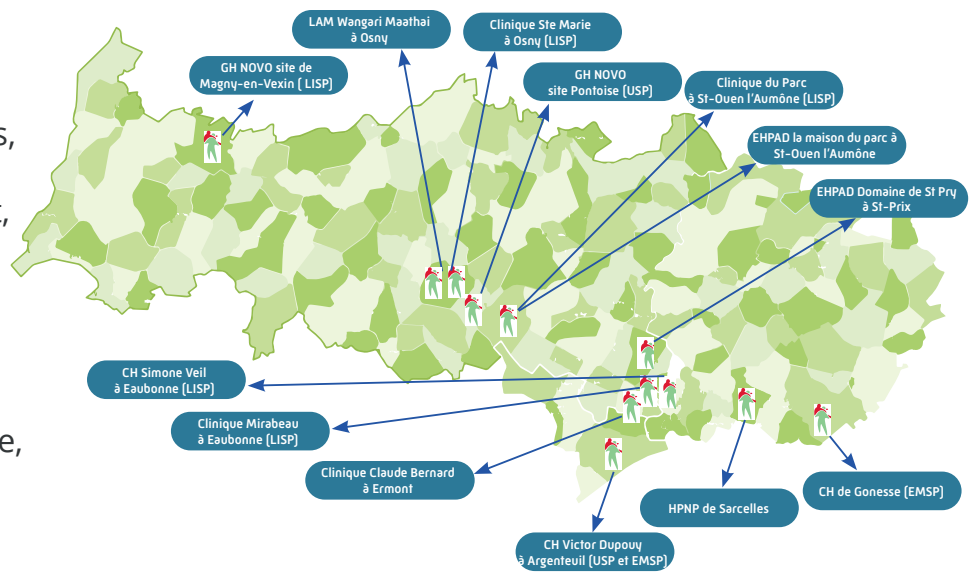 LAM Wangari Maathai
à Osny
Clinique Ste Marie
à Osny (LISP)
GH NOVO site de
Magny-en-Vexin ( LISP)
GH NOVO
site Pontoise (USP)
Clinique du Parc
à St-Ouen l'Aumône (LISP)
s,
EHPAD la maison du parc à
St-Ouen l'Aumône
t,
EHPAD Domaine de St Pry
à St-Prix
CH Simone Veil
à Eaubonne (LISP)
Clinique Mirabeau
à Eaubonne (LISP)
e,
Clinique Claude Bernard
à Ermont
CH de Gonesse (EMSP)
HPNP de Sarcelles
CH Victor Dupouy
à Argenteuil (USP et EMSP)